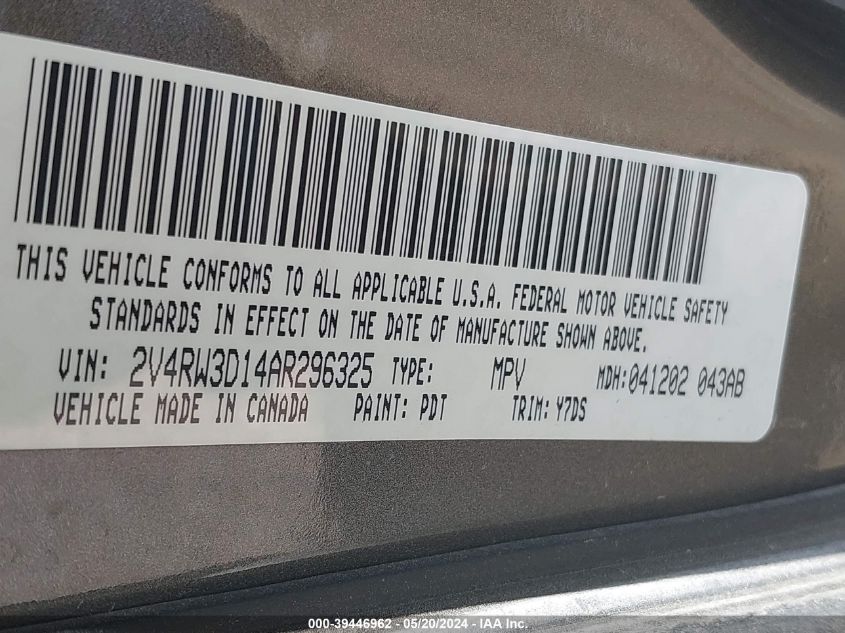 THIS VEHICLE CONFORMS TO ALL APPLICABLE U.S.A. FEDERAL MOTOR VEHICLE SAFETY
STANDARDS IN EFFECT ON THE DATE OF MANUFACTURE SHOWN ABOVE.
VIN: 2V4RW3D14AR296325 TYPE: MPV MDH:041202 043AB
VEHICLE MADE IN CANADA PAINT: PDT TRIM: Y7DS
000-39446962 - 05/20/2024 - IAA Inc.